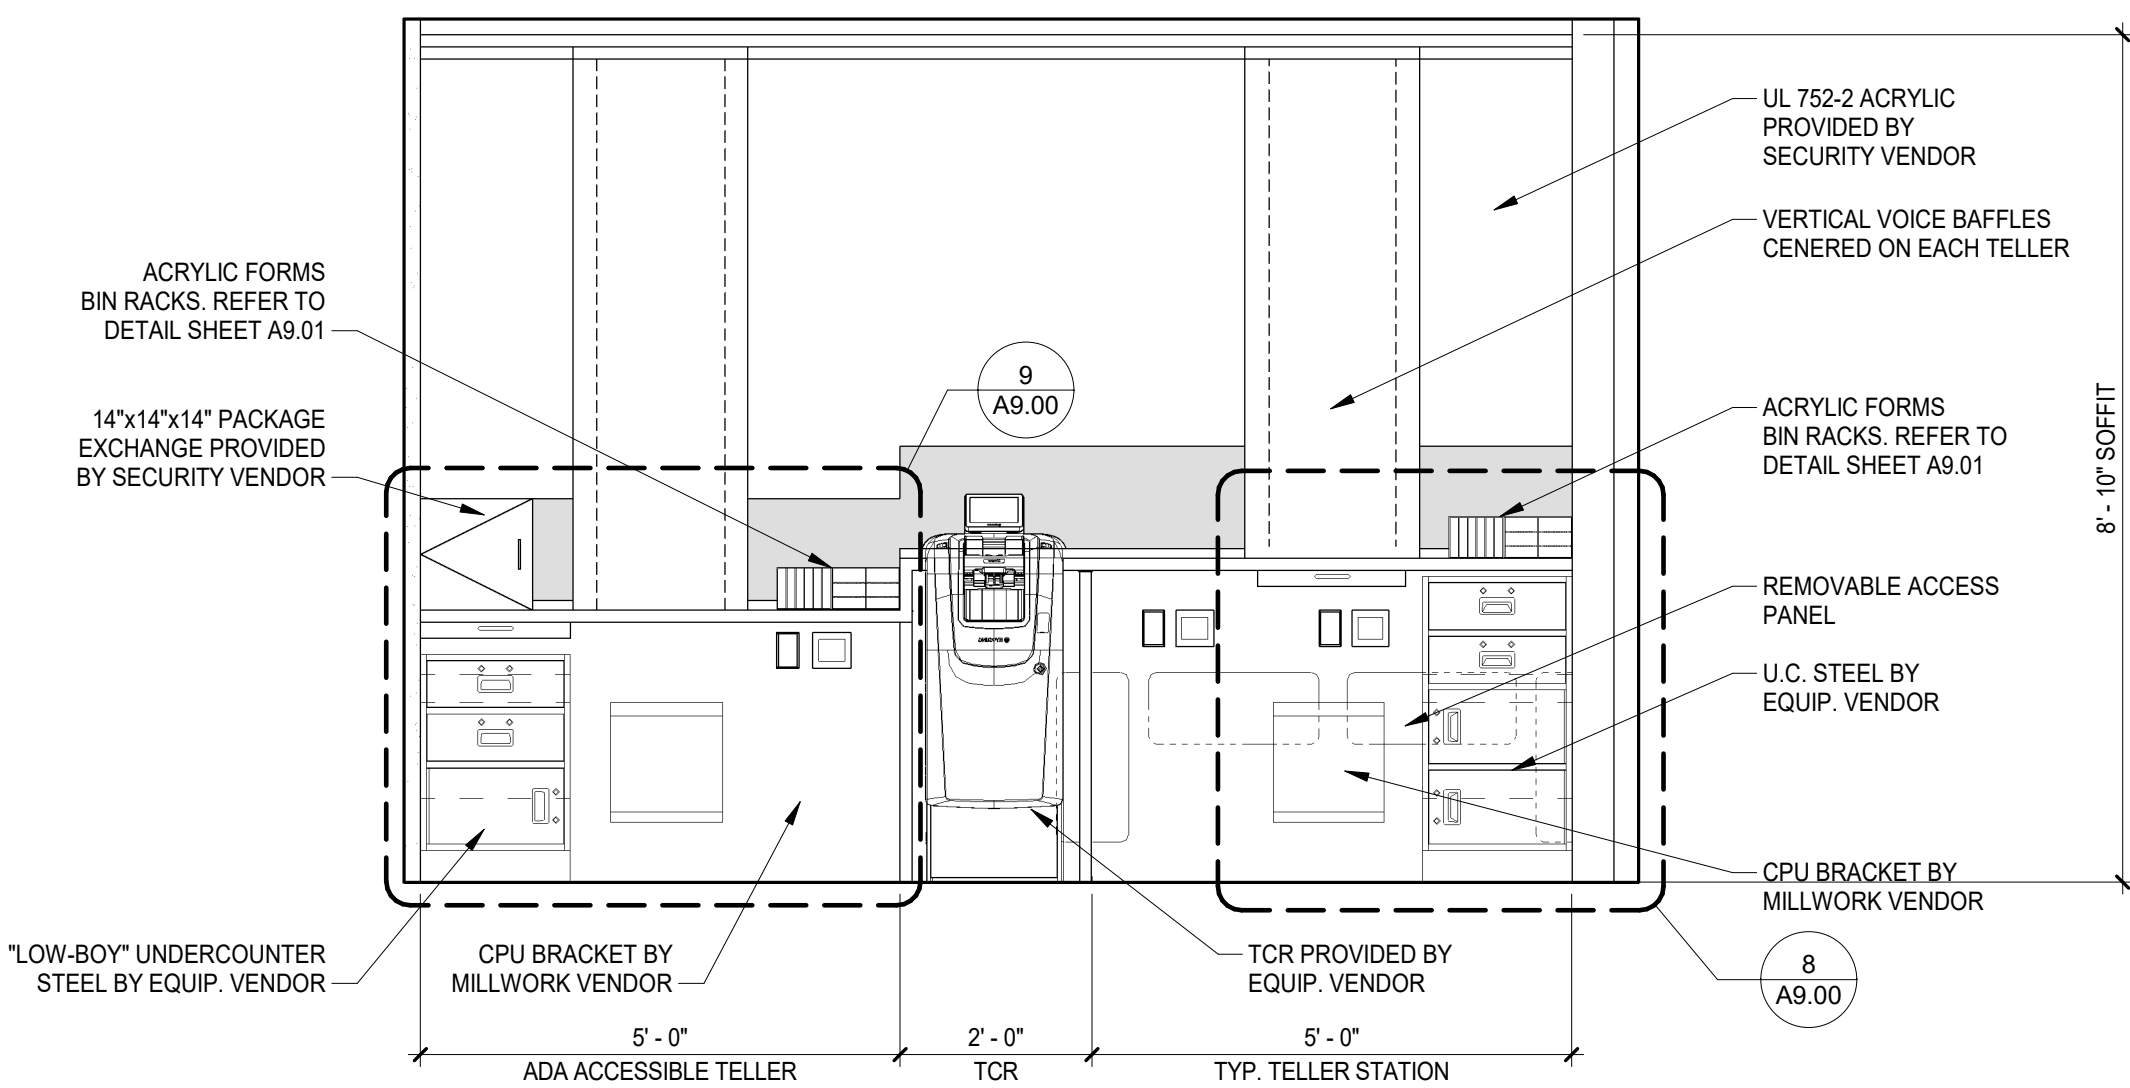 UL 752-2 ACRYLIC
PROVIDED BY
SECURITY VENDOR
VERTICAL VOICE BAFFLES
CENERED ON EACH TELLER
ACRYLIC FORMS
BIN RACKS. REFER TO
DETAIL SHEET A9.01
14"x14"x14" PACKAGE
EXCHANGE PROVIDED
BY SECURITY VENDOR
9
A9.00
ACRYLIC FORMS
BIN RACKS. REFER TO
DETAIL SHEET A9.01
8' - 10" SOFFIT
REMOVABLE ACCESS
PANEL
U.C. STEEL BY
EQUIP. VENDOR
CPU BRACKET BY
MILLWORK VENDOR
"LOW-BOY" UNDERCOUNTER
STEEL BY EQUIP. VENDOR
CPU BRACKET BY
MILLWORK VENDOR
TCR PROVIDED BY
EQUIP. VENDOR
8
A9.00
5' - 0"
ADA ACCESSIBLE TELLER
2' - 0"
TCR
5' - 0"
TYP. TELLER STATION